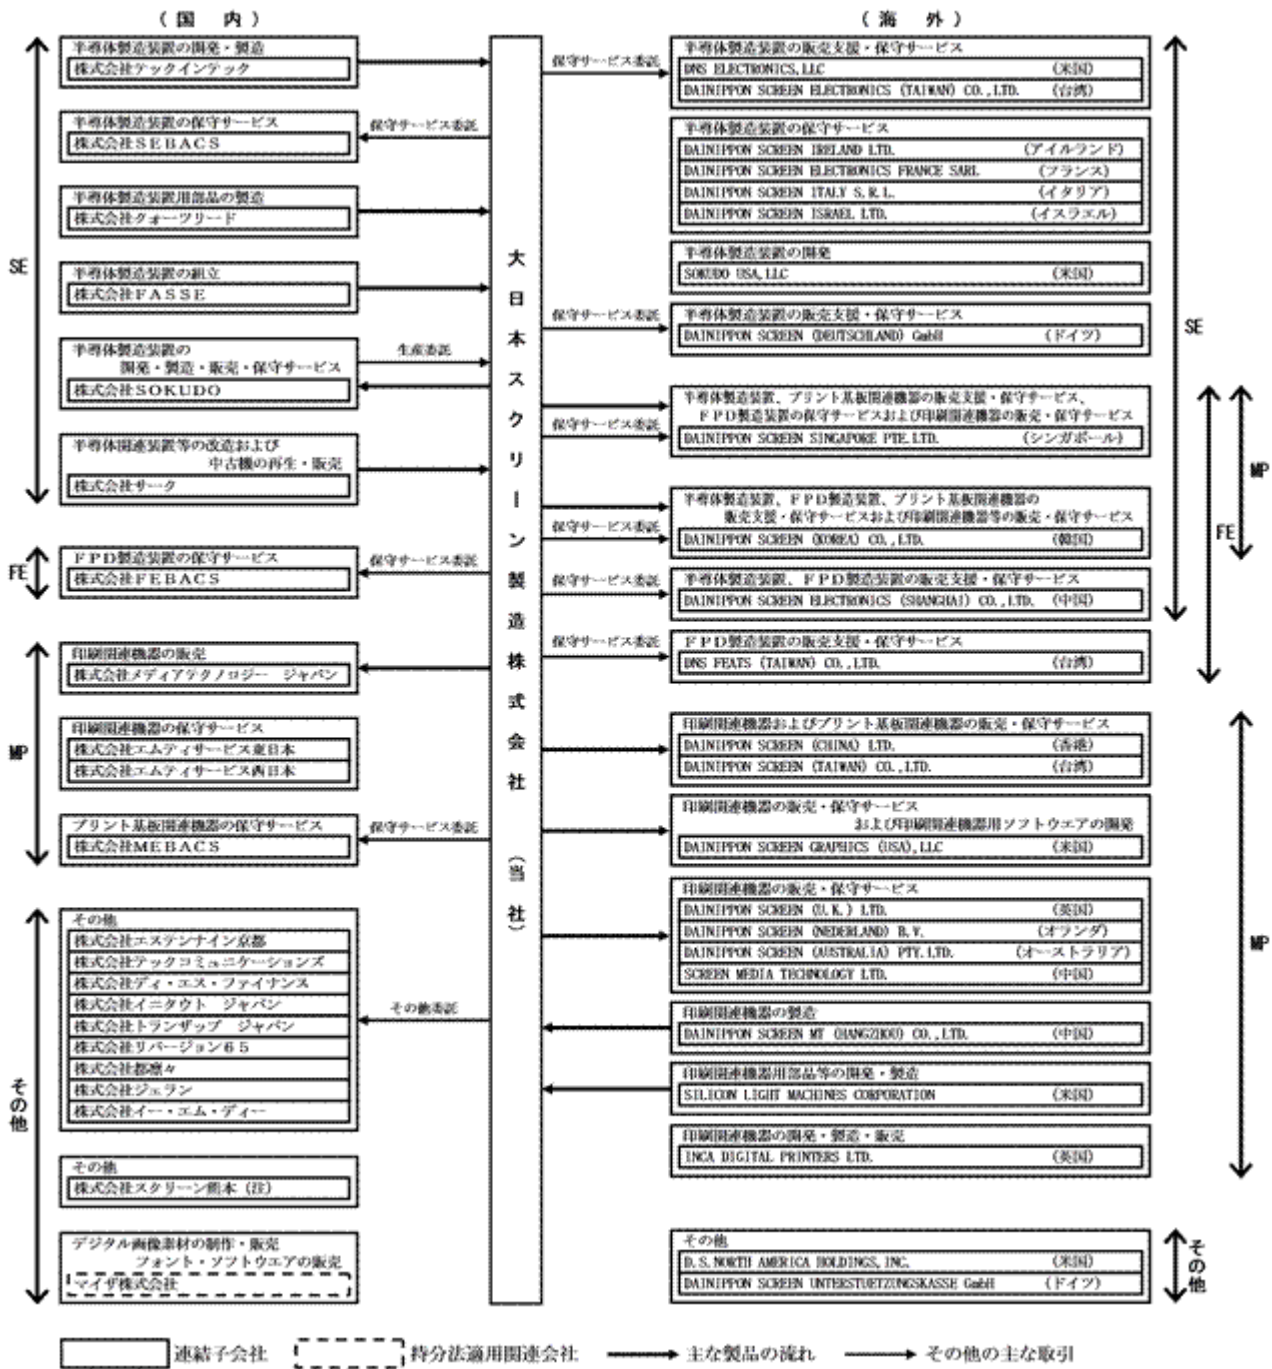 （国　内）
SE
半導体製造装置の開発・製造
株式会社テックインテック
半導体製造装置の保守サービス
株式会社ＳＥＢＡＣＳ
保守サービス委託
半導体製造装置用部品の製造
株式会社クォーツリード
半導体製造装置の組立
株式会社ＦＡＳＳＥ
半導体製造装置の
開発・製造・販売・保守サービス
株式会社ＳＯＫＵＤＯ
生産委託
半導体関連装置等の改造および
中古機の再生・販売
株式会社サーク
FE
ＦＰＤ製造装置の保守サービス
株式会社ＦＥＢＡＣＳ
保守サービス委託
MP
印刷関連機器の販売
株式会社メディアテクノロジー　ジャパン
印刷関連機器の保守サービス
株式会社エムティサービス東日本
株式会社エムティサービス西日本
プリント基板関連機器の保守サービス
株式会社ＭＥＢＡＣＳ
保守サービス委託
その他
その他
株式会社エステンナイン京都
株式会社テックコミュニケーションズ
株式会社ディ・エス・ファイナンス
株式会社イニタウト　ジャパン
株式会社トランザップ　ジャパン
株式会社リバージョン６５
株式会社都凛々
株式会社ジェラン
株式会社イー・エム・ディー
その他委託
その他
株式会社スクリーン熊本（注）
デジタル画像素材の制作・販売
フォント・ソフトウエアの販売
マイザ株式会社
大日本スクリーン製造株式会社（当社）
（海　外）
SE
保守サービス委託
半導体製造装置の販売支援・保守サービス
DNS ELECTRONICS,LLC （米国）
DAINIPPON SCREEN ELECTRONICS (TAIWAN) CO.,LTD. （台湾）
半導体製造装置の保守サービス
DAINIPPON SCREEN IRELAND LTD. （アイルランド）
DAINIPPON SCREEN ELECTRONICS FRANCE SARL （フランス）
DAINIPPON SCREEN ITALY S.R.L. （イタリア）
DAINIPPON SCREEN ISRAEL LTD. （イスラエル）
半導体製造装置の開発
SOKUDO USA,LLC （米国）
保守サービス委託
半導体製造装置の販売支援・保守サービス
DAINIPPON SCREEN (DEUTSCHLAND) GmbH （ドイツ）
FE
MP
保守サービス委託
半導体製造装置、プリント基板関連機器の販売支援・保守サービス、
ＦＰＤ製造装置の保守サービスおよび印刷関連機器の販売・保守サービス
DAINIPPON SCREEN SINGAPORE PTE.LTD. （シンガポール）
保守サービス委託
半導体製造装置、ＦＰＤ製造装置、プリント基板関連機器の
販売支援・保守サービスおよび印刷関連機器等の販売・保守サービス
DAINIPPON SCREEN (KOREA) CO.,LTD. （韓国）
保守サービス委託
半導体製造装置、ＦＰＤ製造装置の販売支援・保守サービス
DAINIPPON SCREEN ELECTRONICS (SHANGHAI) CO.,LTD. （中国）
保守サービス委託
ＦＰＤ製造装置の販売支援・保守サービス
DNS FEATS (TAIWAN) CO.,LTD. （台湾）
MP
印刷関連機器およびプリント基板関連機器の販売・保守サービス
DAINIPPON SCREEN (CHINA) LTD. （香港）
DAINIPPON SCREEN (TAIWAN) CO.,LTD. （台湾）
印刷関連機器の販売・保守サービス
および印刷関連機器用ソフトウエアの開発
DAINIPPON SCREEN GRAPHICS (USA),LLC （米国）
印刷関連機器の販売・保守サービス
DAINIPPON SCREEN (U.K.) LTD. （英国）
DAINIPPON SCREEN (NEDERLAND) B.V. （オランダ）
DAINIPPON SCREEN (AUSTRALIA) PTY.LTD. （オーストラリア）
SCREEN MEDIA TECHNOLOGY LTD. （中国）
印刷関連機器の製造
DAINIPPON SCREEN MT (HANGZHOU) CO.,LTD. （中国）
印刷関連機器用部品等の開発・製造
SILICON LIGHT MACHINES CORPORATION （米国）
印刷関連機器の開発・製造・販売
INCA DIGITAL PRINTERS LTD. （英国）
その他
その他
D.S.NORTH AMERICA HOLDINGS,INC. （米国）
DAINIPPON SCREEN UNTERSTUETZUNGSKASSE GmbH （ドイツ）
連結子会社　持分法適用関連会社　主な製品の流れ　その他の主な取引